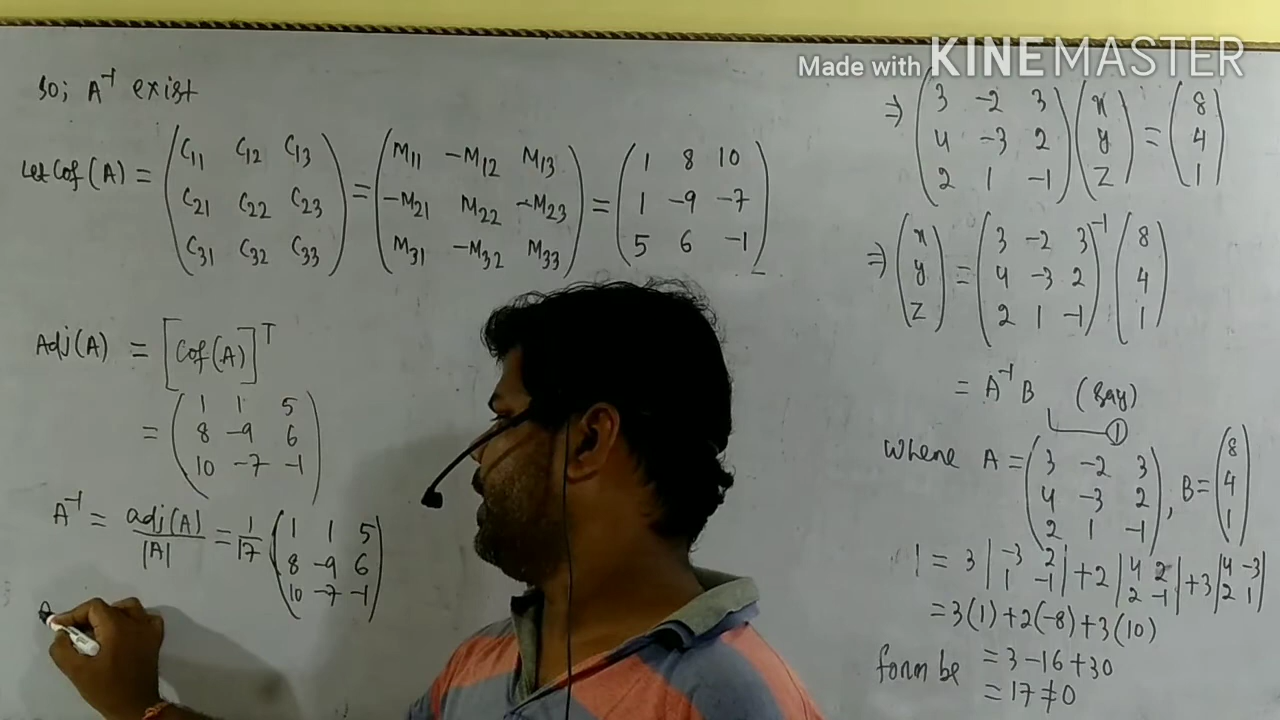 Made with KINEMASTER
so; A⁻¹ exist
Let Cof(A) = (C₁₁ C₁₂ C₁₃ / C₂₁ C₂₂ C₂₃ / C₃₁ C₃₂ C₃₃) = (M₁₁ -M₁₂ M₁₃ / -M₂₁ M₂₂ -M₂₃ / M₃₁ -M₃₂ M₃₃) = (1 8 10 / 1 -9 -7 / 5 6 -1)
Adj(A) = [Cof(A)]ᵀ
= (1 1 5 / 8 -9 6 / 10 -7 -1)
A⁻¹ = adj(A)/|A| = 1/17 (1 1 5 / 8 -9 6 / 10 -7 -1)
A
⇒ (3 -2 3 / 4 -3 2 / 2 1 -1) (x / y / z) = (8 / 4 / 1)
⇒ (x / y / z) = (3 -2 3 / 4 -3 2 / 2 1 -1)⁻¹ (8 / 4 / 1)
= A⁻¹B (say)
①
Where A = (3 -2 3 / 4 -3 2 / 2 1 -1), B = (8 / 4 / 1)
| = 3 |-3 2 / 1 -1| + 2 |4 2 / 2 -1| + 3 |4 -3 / 2 1|
= 3(1) + 2(-8) + 3(10)
form be = 3 - 16 + 30
= 17 ≠ 0